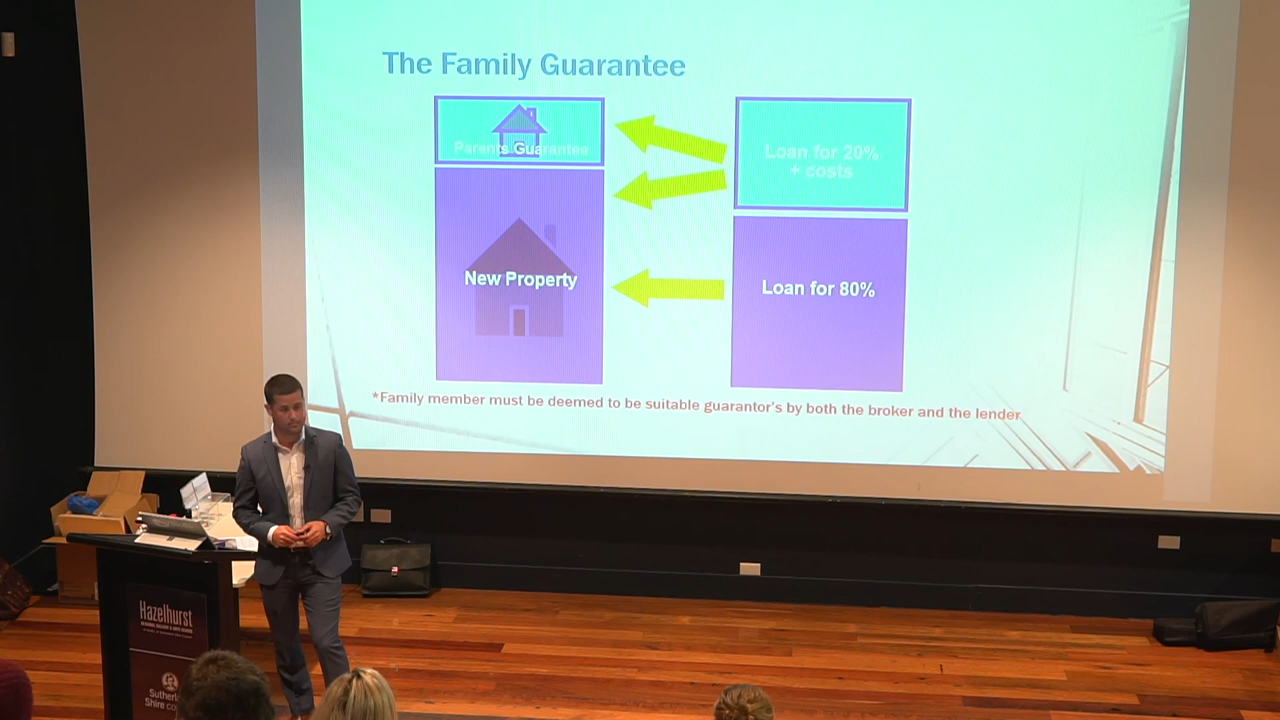 The Family Guarantee
Parents Guarantee
Loan for 20%
+ costs
New Property
Loan for 80%
*Family member must be deemed to be suitable guarantor's by both the broker and the lender
Hazelhurst
Shire